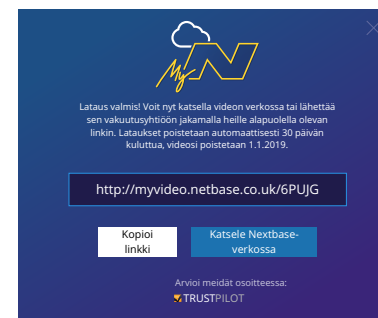 My N
Lataus valmis! Voit nyt katsella videon verkossa tai lähettää
sen vakuutusyhtiöön jakamalla heille alapuolella olevan
linkin. Lataukset poistetaan automaattisesti 30 päivän
kuluttua, videosi poistetaan 1.1.2019.
http://myvideo.netbase.co.uk/6PUJG
Kopioi
linkki
Katsele Nextbase-
verkossa
Arvioi meidät osoitteessa:
TRUSTPILOT